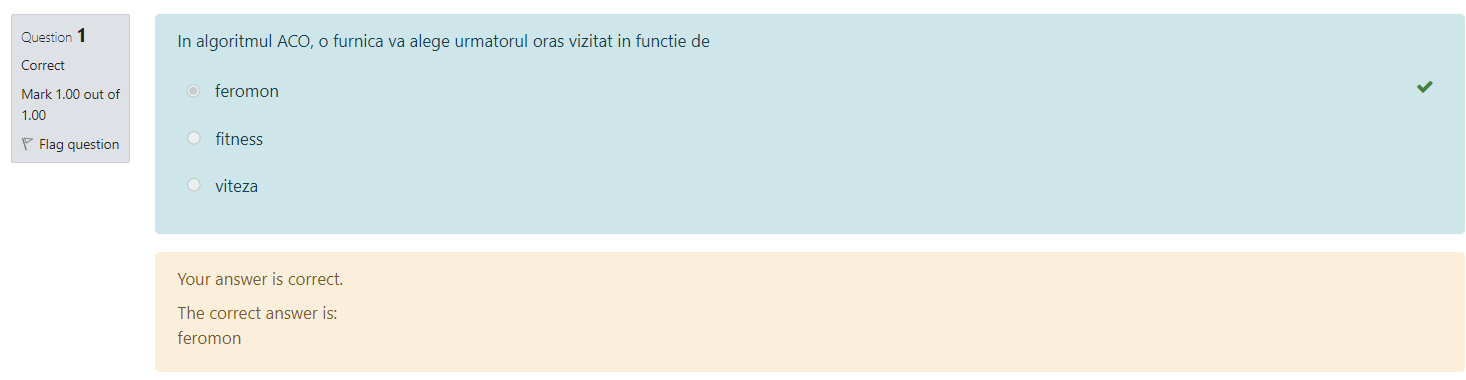 Question 1
Correct
Mark 1.00 out of
1.00
Flag question
In algoritmul ACO, o furnica va alege urmatorul oras vizitat in functie de
feromon
fitness
viteza
Your answer is correct.
The correct answer is:
feromon